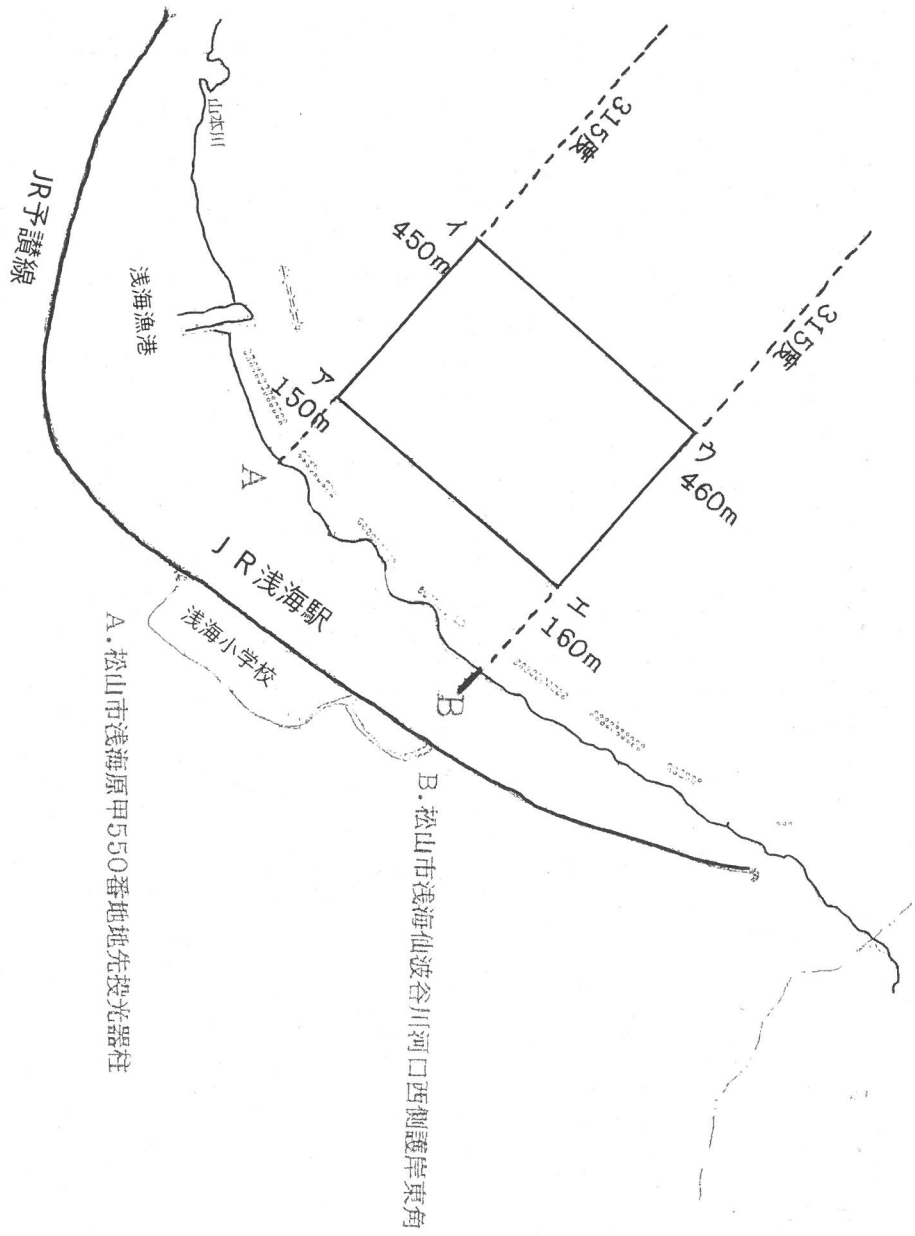 315度
315度
イ
450m
ウ
460m
ア
150m
エ
160m
A
B
山本川
浅海漁港
JR予讃線
JR浅海駅
浅海小学校
A.松山市浅海原甲550番地地先投光器柱
B.松山市浅海仙波谷川河口西側護岸東角